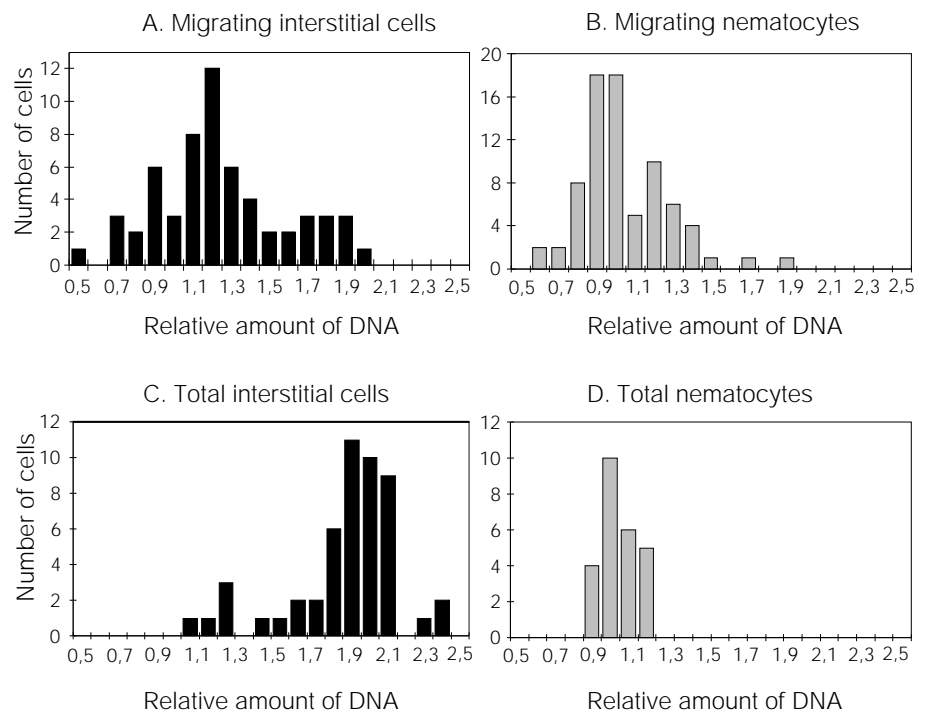 A. Migrating interstitial cells
Number of cells
12
10
8
6
4
2
0
0,5 0,7 0,9 1,1 1,3 1,5 1,7 1,9 2,1 2,3 2,5
Relative amount of DNA
B. Migrating nematocytes
20
16
12
8
4
0
0,5 0,7 0,9 1,1 1,3 1,5 1,7 1,9 2,1 2,3 2,5
Relative amount of DNA
C. Total interstitial cells
Number of cells
12
10
8
6
4
2
0
0,5 0,7 0,9 1,1 1,3 1,5 1,7 1,9 2,1 2,3 2,5
Relative amount of DNA
D. Total nematocytes
12
10
8
6
4
2
0
0,5 0,7 0,9 1,1 1,3 1,5 1,7 1,9 2,1 2,3 2,5
Relative amount of DNA